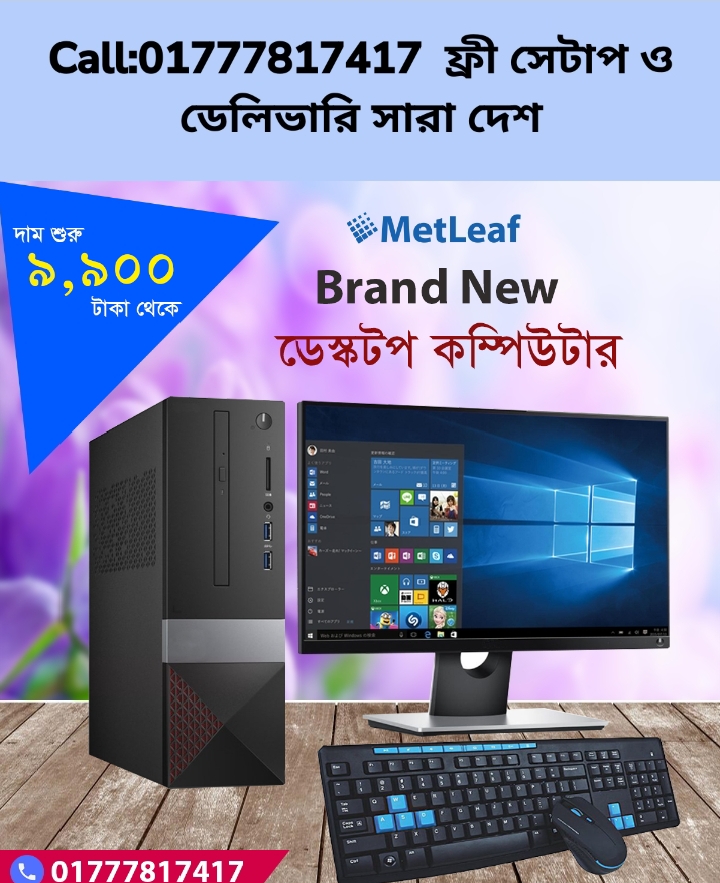 Call:01777817417 ফ্রী সেটাপ ও
ডেলিভারি সারা দেশ
দাম শুরু
৯,৯০০
টাকা থেকে
MetLeaf
Brand New
ডেস্কটপ কম্পিউটার
01777817417